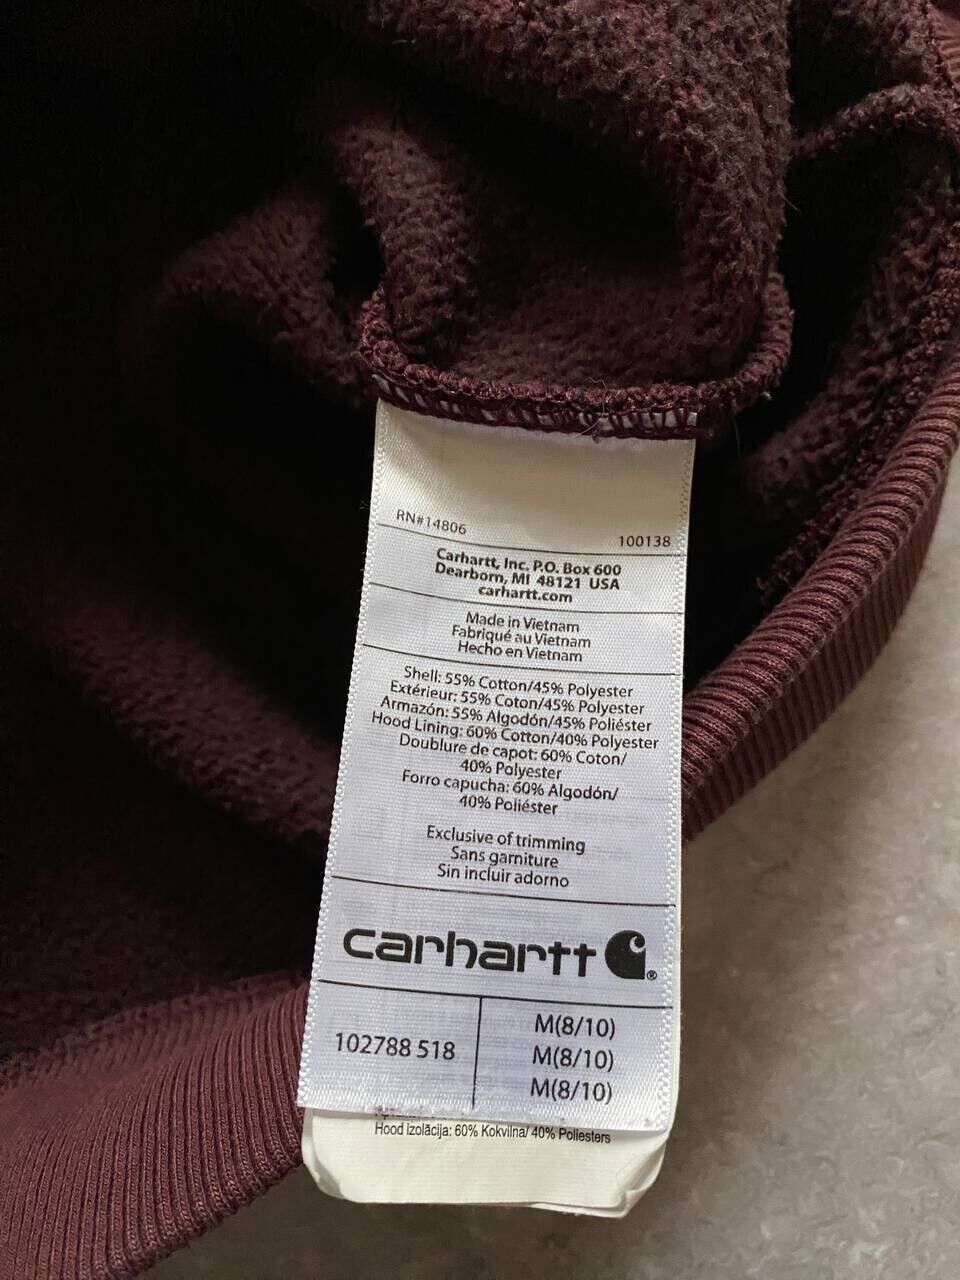 RN#14806
100138
Carhartt, Inc. P.O. Box 600
Dearborn, MI 48121 USA
carhartt.com
Made in Vietnam
Fabriqué au Vietnam
Hecho en Vietnam
Shell: 55% Cotton/45% Polyester
Extérieur: 55% Coton/45% Polyester
Armazón: 55% Algodón/45% Poliéster
Hood Lining: 60% Cotton/40% Polyester
Doublure de capot: 60% Coton/
40% Polyester
Forro capucha: 60% Algodón/
40% Poliéster
Exclusive of trimming
Sans garniture
Sin incluir adorno
carhartt ®
102788 518
M(8/10)
M(8/10)
M(8/10)
Hood izolācija: 60% Kokvilna/ 40% Poliesters